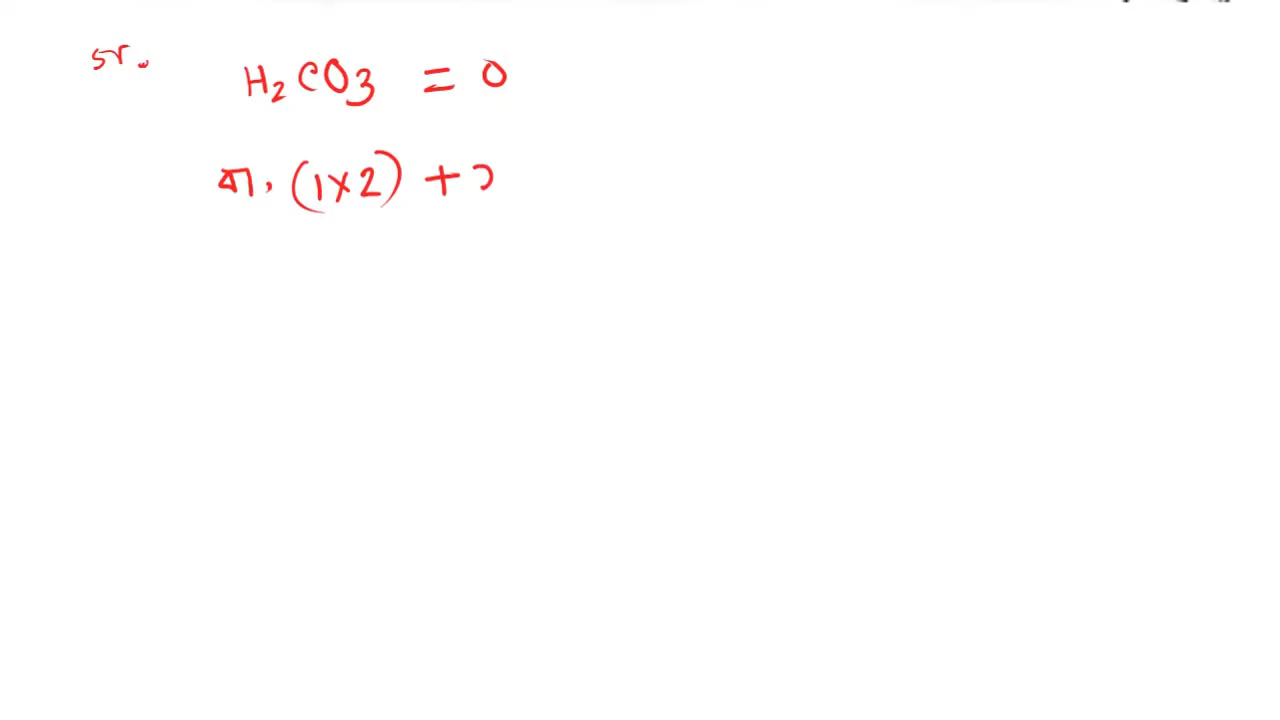 H₂CO3 = 0
বা, (1×2) +